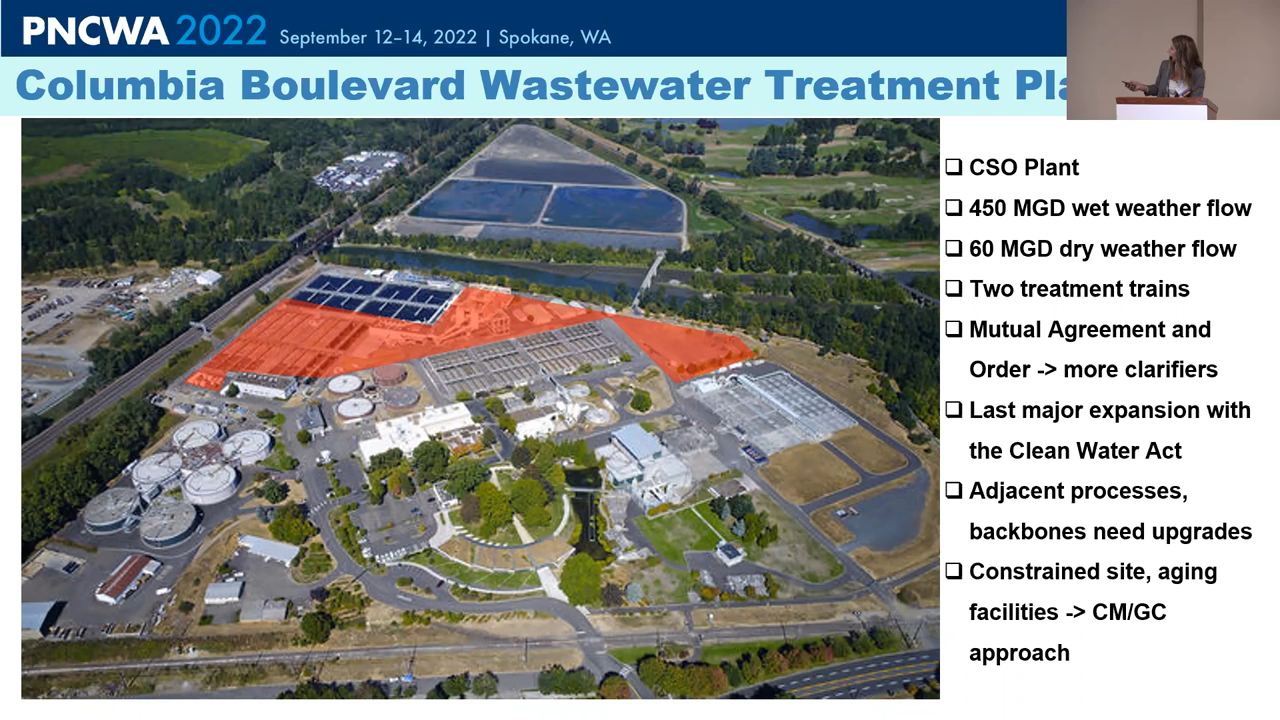 PNCWA 2022 September 12–14, 2022 | Spokane, WA
Columbia Boulevard Wastewater Treatment
❑ CSO Plant
❑ 450 MGD wet weather flow
❑ 60 MGD dry weather flow
❑ Two treatment trains
❑ Mutual Agreement and
Order -> more clarifiers
❑ Last major expansion with
the Clean Water Act
❑ Adjacent processes,
backbones need upgrades
❑ Constrained site, aging
facilities -> CM/GC
approach